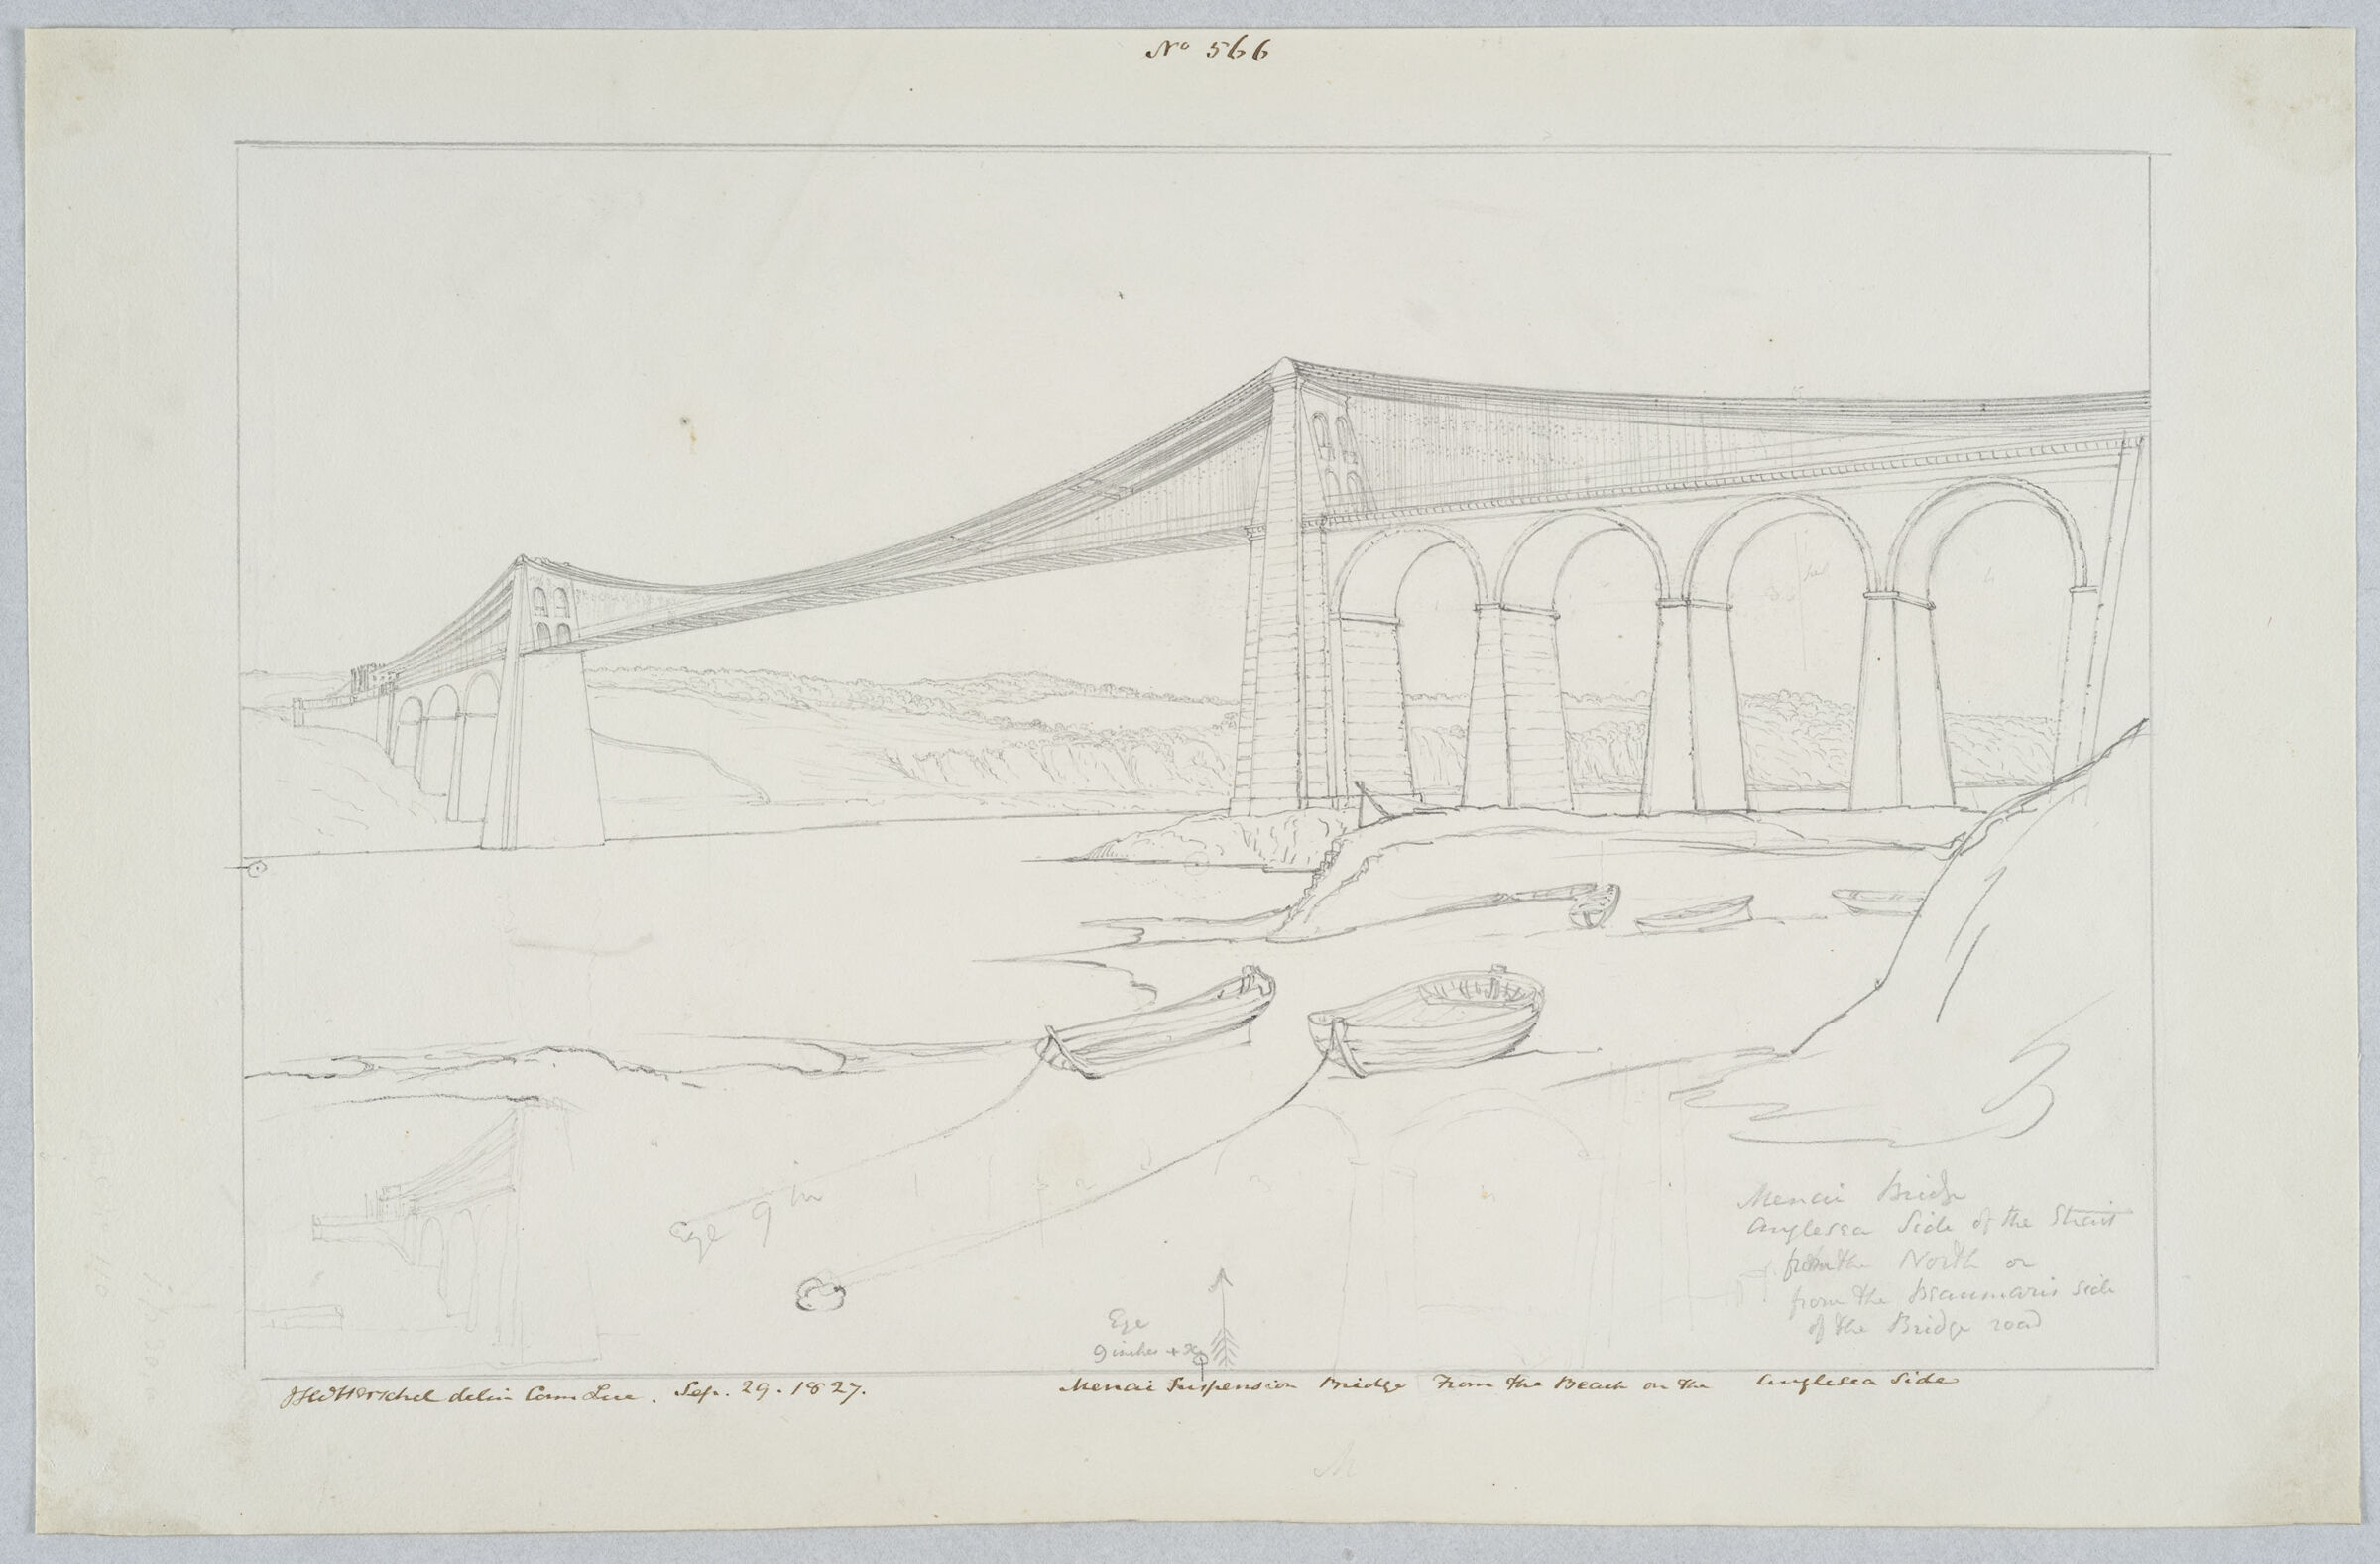 No 566
Eye 9 in
Menai Bridge
Anglesea Side of the Strait
from the North or
from the Beaumaris side
of the Bridge road
Eye
9 inches +
JFW Herschel delin Cam Luc. Sep. 29. 1827.
Menai Suspension Bridge From the Beach on the Anglesea Side